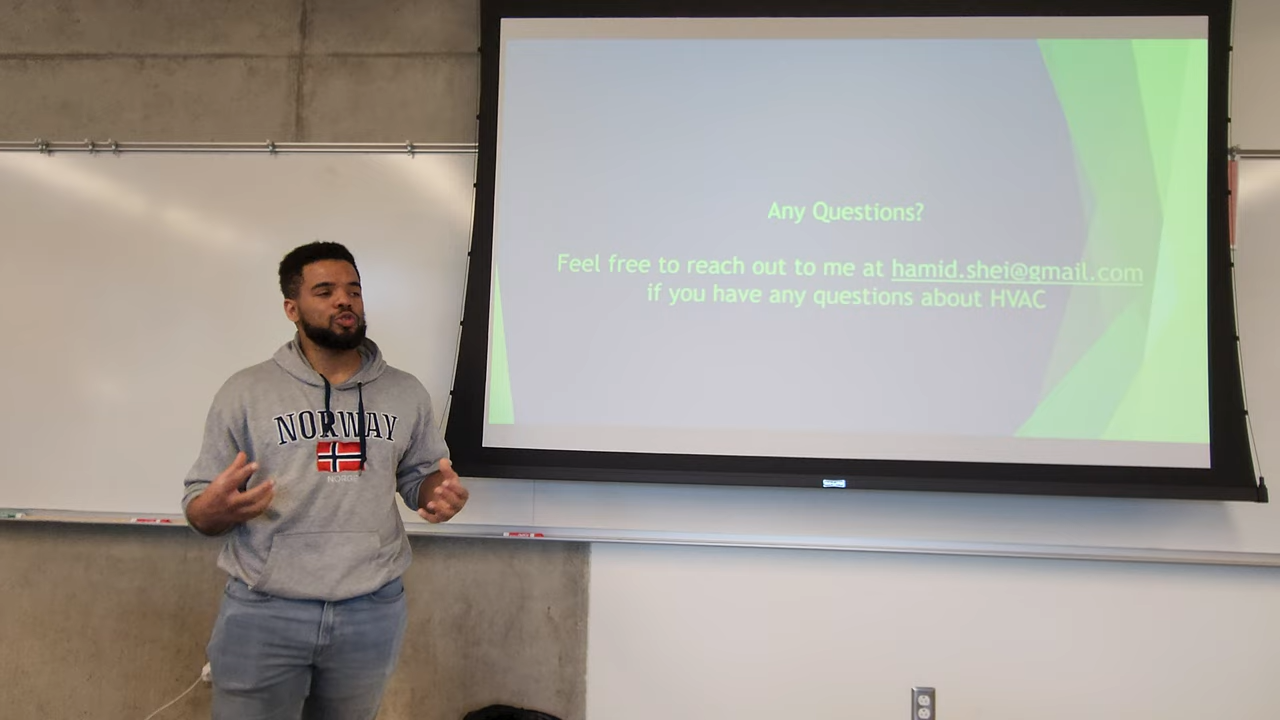 Any Questions?
Feel free to reach out to me at hamid.shei@gmail.com
if you have any questions about HVAC
NORWAY